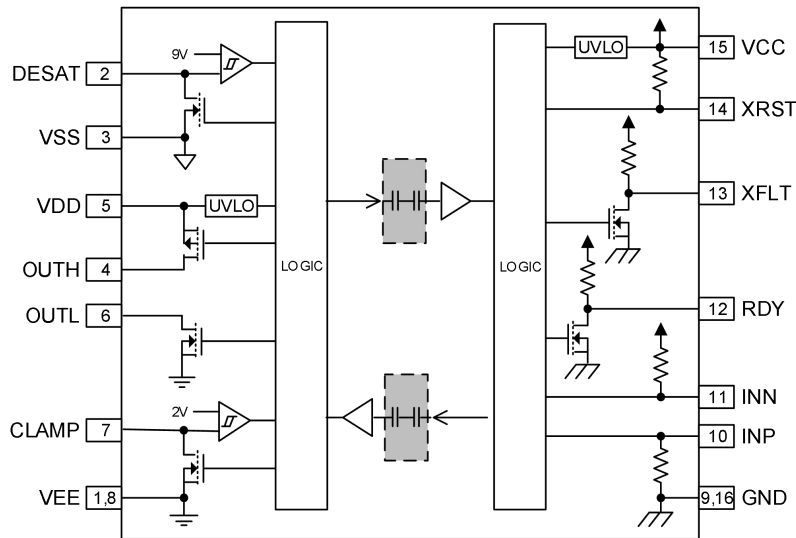 9V
DESAT 2
VSS 3
VDD 5
UVLO
OUTH 4
OUTL 6
2V
CLAMP 7
VEE 1,8
LOGIC
LOGIC
UVLO
15 VCC
14 XRST
13 XFLT
12 RDY
11 INN
10 INP
9,16 GND